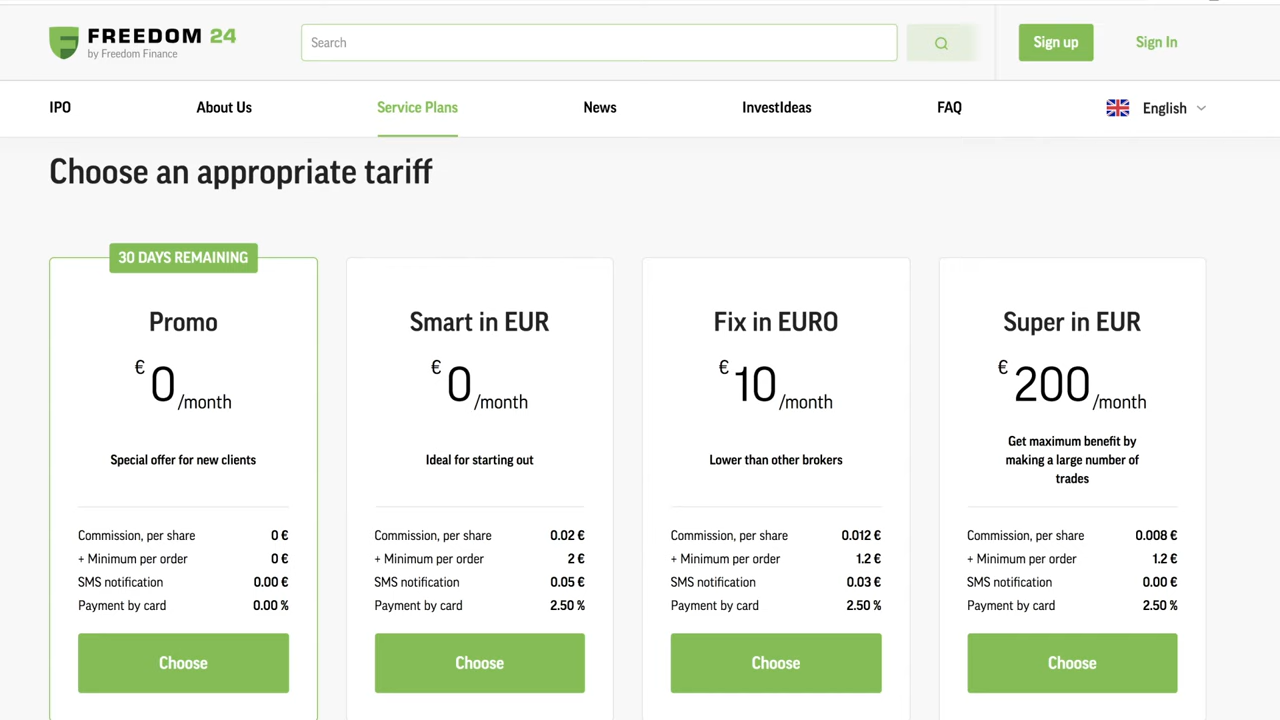 FREEDOM 24
by Freedom Finance
Search
Sign up
Sign In
IPO
About Us
Service Plans
News
InvestIdeas
FAQ
English
Choose an appropriate tariff
30 DAYS REMAINING
Promo
€ 0 /month
Special offer for new clients
Commission, per share 0 €
+ Minimum per order 0 €
SMS notification 0.00 €
Payment by card 0.00 %
Choose
Smart in EUR
€ 0 /month
Ideal for starting out
Commission, per share 0.02 €
+ Minimum per order 2 €
SMS notification 0.05 €
Payment by card 2.50 %
Choose
Fix in EURO
€ 10 /month
Lower than other brokers
Commission, per share 0.012 €
+ Minimum per order 1.2 €
SMS notification 0.03 €
Payment by card 2.50 %
Choose
Super in EUR
€ 200 /month
Get maximum benefit by
making a large number of
trades
Commission, per share 0.008 €
+ Minimum per order 1.2 €
SMS notification 0.00 €
Payment by card 2.50 %
Choose